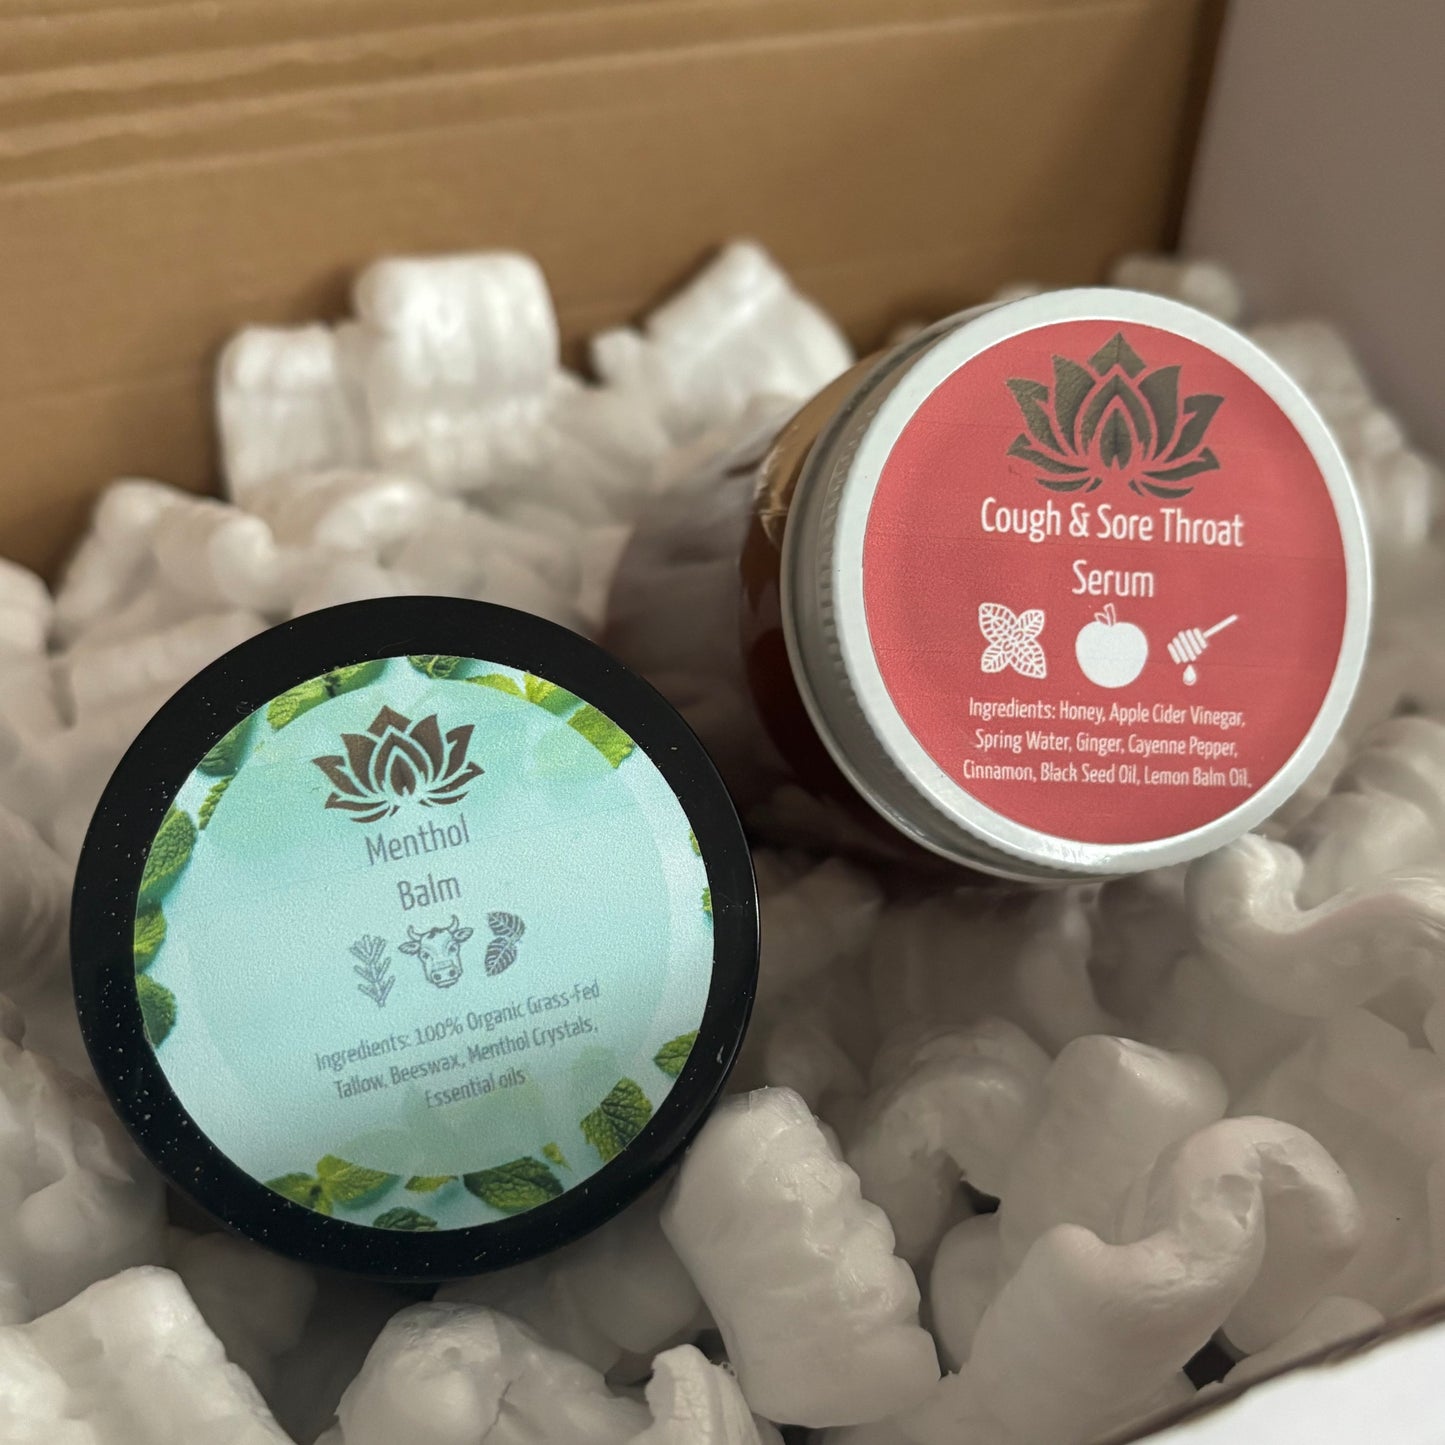 Menthol
Balm
Ingredients: 100% Organic Grass-Fed
Tallow, Beeswax, Menthol Crystals,
Essential oils
Cough & Sore Throat
Serum
Ingredients: Honey, Apple Cider Vinegar,
Spring Water, Ginger, Cayenne Pepper,
Cinnamon, Black Seed Oil, Lemon Balm Oil.